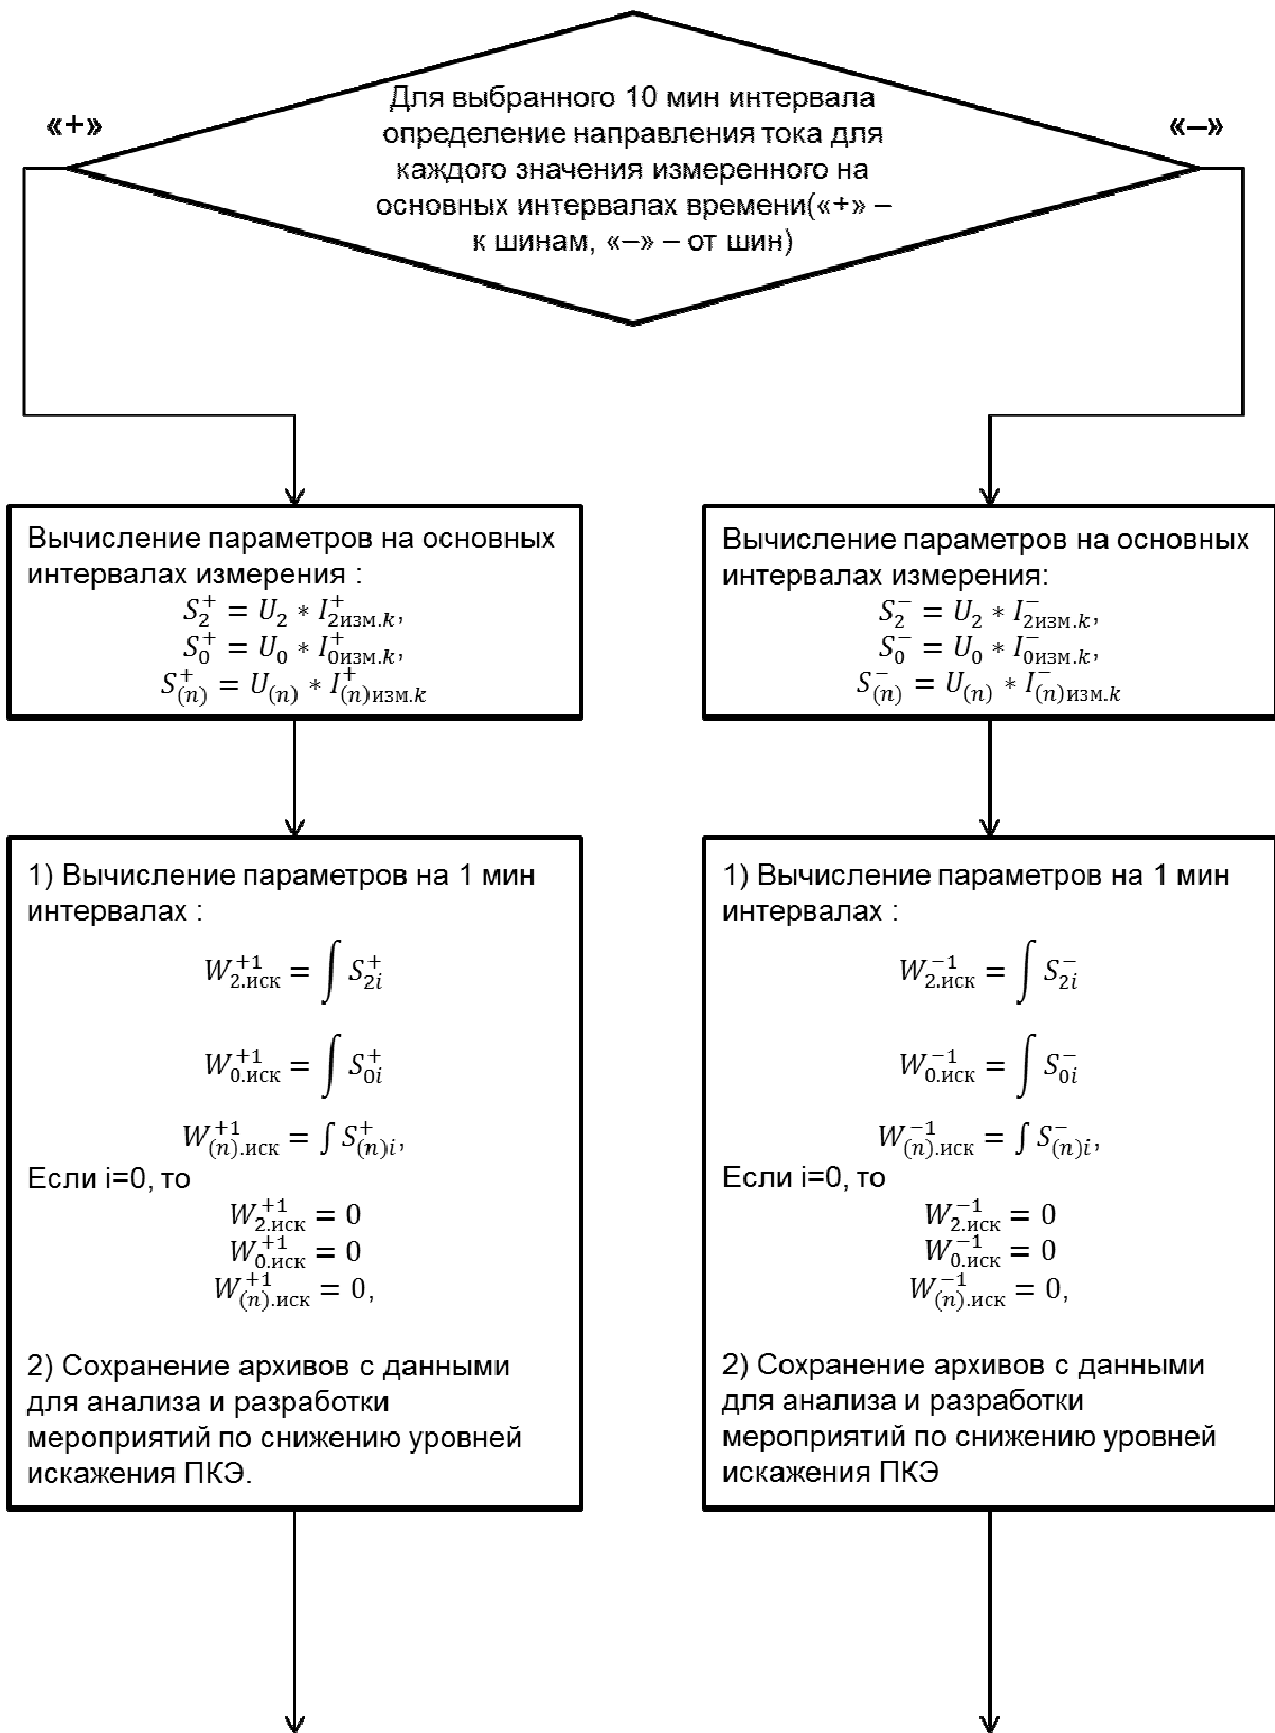 Для выбранного 10 мин интервала
определение направления тока для
каждого значения измеренного на
основных интервалах времени(«+» –
к шинам, «–» – от шин)
«+»
«–»
Вычисление параметров на основных
интервалах измерения :
S₂⁺ = U₂ ∗ I⁺₂изм.k,
S₀⁺ = U₀ ∗ I⁺₀изм.k,
S⁺₍ₙ₎ = U₍ₙ₎ ∗ I⁺₍ₙ₎изм.k
Вычисление параметров на основных
интервалах измерения:
S₂⁻ = U₂ ∗ I⁻₂изм.k,
S₀⁻ = U₀ ∗ I⁻₀изм.k,
S⁻₍ₙ₎ = U₍ₙ₎ ∗ I⁻₍ₙ₎изм.k
1) Вычисление параметров на 1 мин
интервалах :
W⁺¹₂.иск = ∫ S⁺₂ᵢ
W⁺¹₀.иск = ∫ S⁺₀ᵢ
W⁺¹₍ₙ₎.иск = ∫ S⁺₍ₙ₎ᵢ,
Если i=0, то
W⁺¹₂.иск = 0
W⁺¹₀.иск = 0
W⁺¹₍ₙ₎.иск = 0,
2) Сохранение архивов с данными
для анализа и разработки
мероприятий по снижению уровней
искажения ПКЭ.
1) Вычисление параметров на 1 мин
интервалах :
W⁻¹₂.иск = ∫ S⁻₂ᵢ
W⁻¹₀.иск = ∫ S⁻₀ᵢ
W⁻¹₍ₙ₎.иск = ∫ S⁻₍ₙ₎ᵢ,
Если i=0, то
W⁻¹₂.иск = 0
W⁻¹₀.иск = 0
W⁻¹₍ₙ₎.иск = 0,
2) Сохранение архивов с данными
для анализа и разработки
мероприятий по снижению уровней
искажения ПКЭ